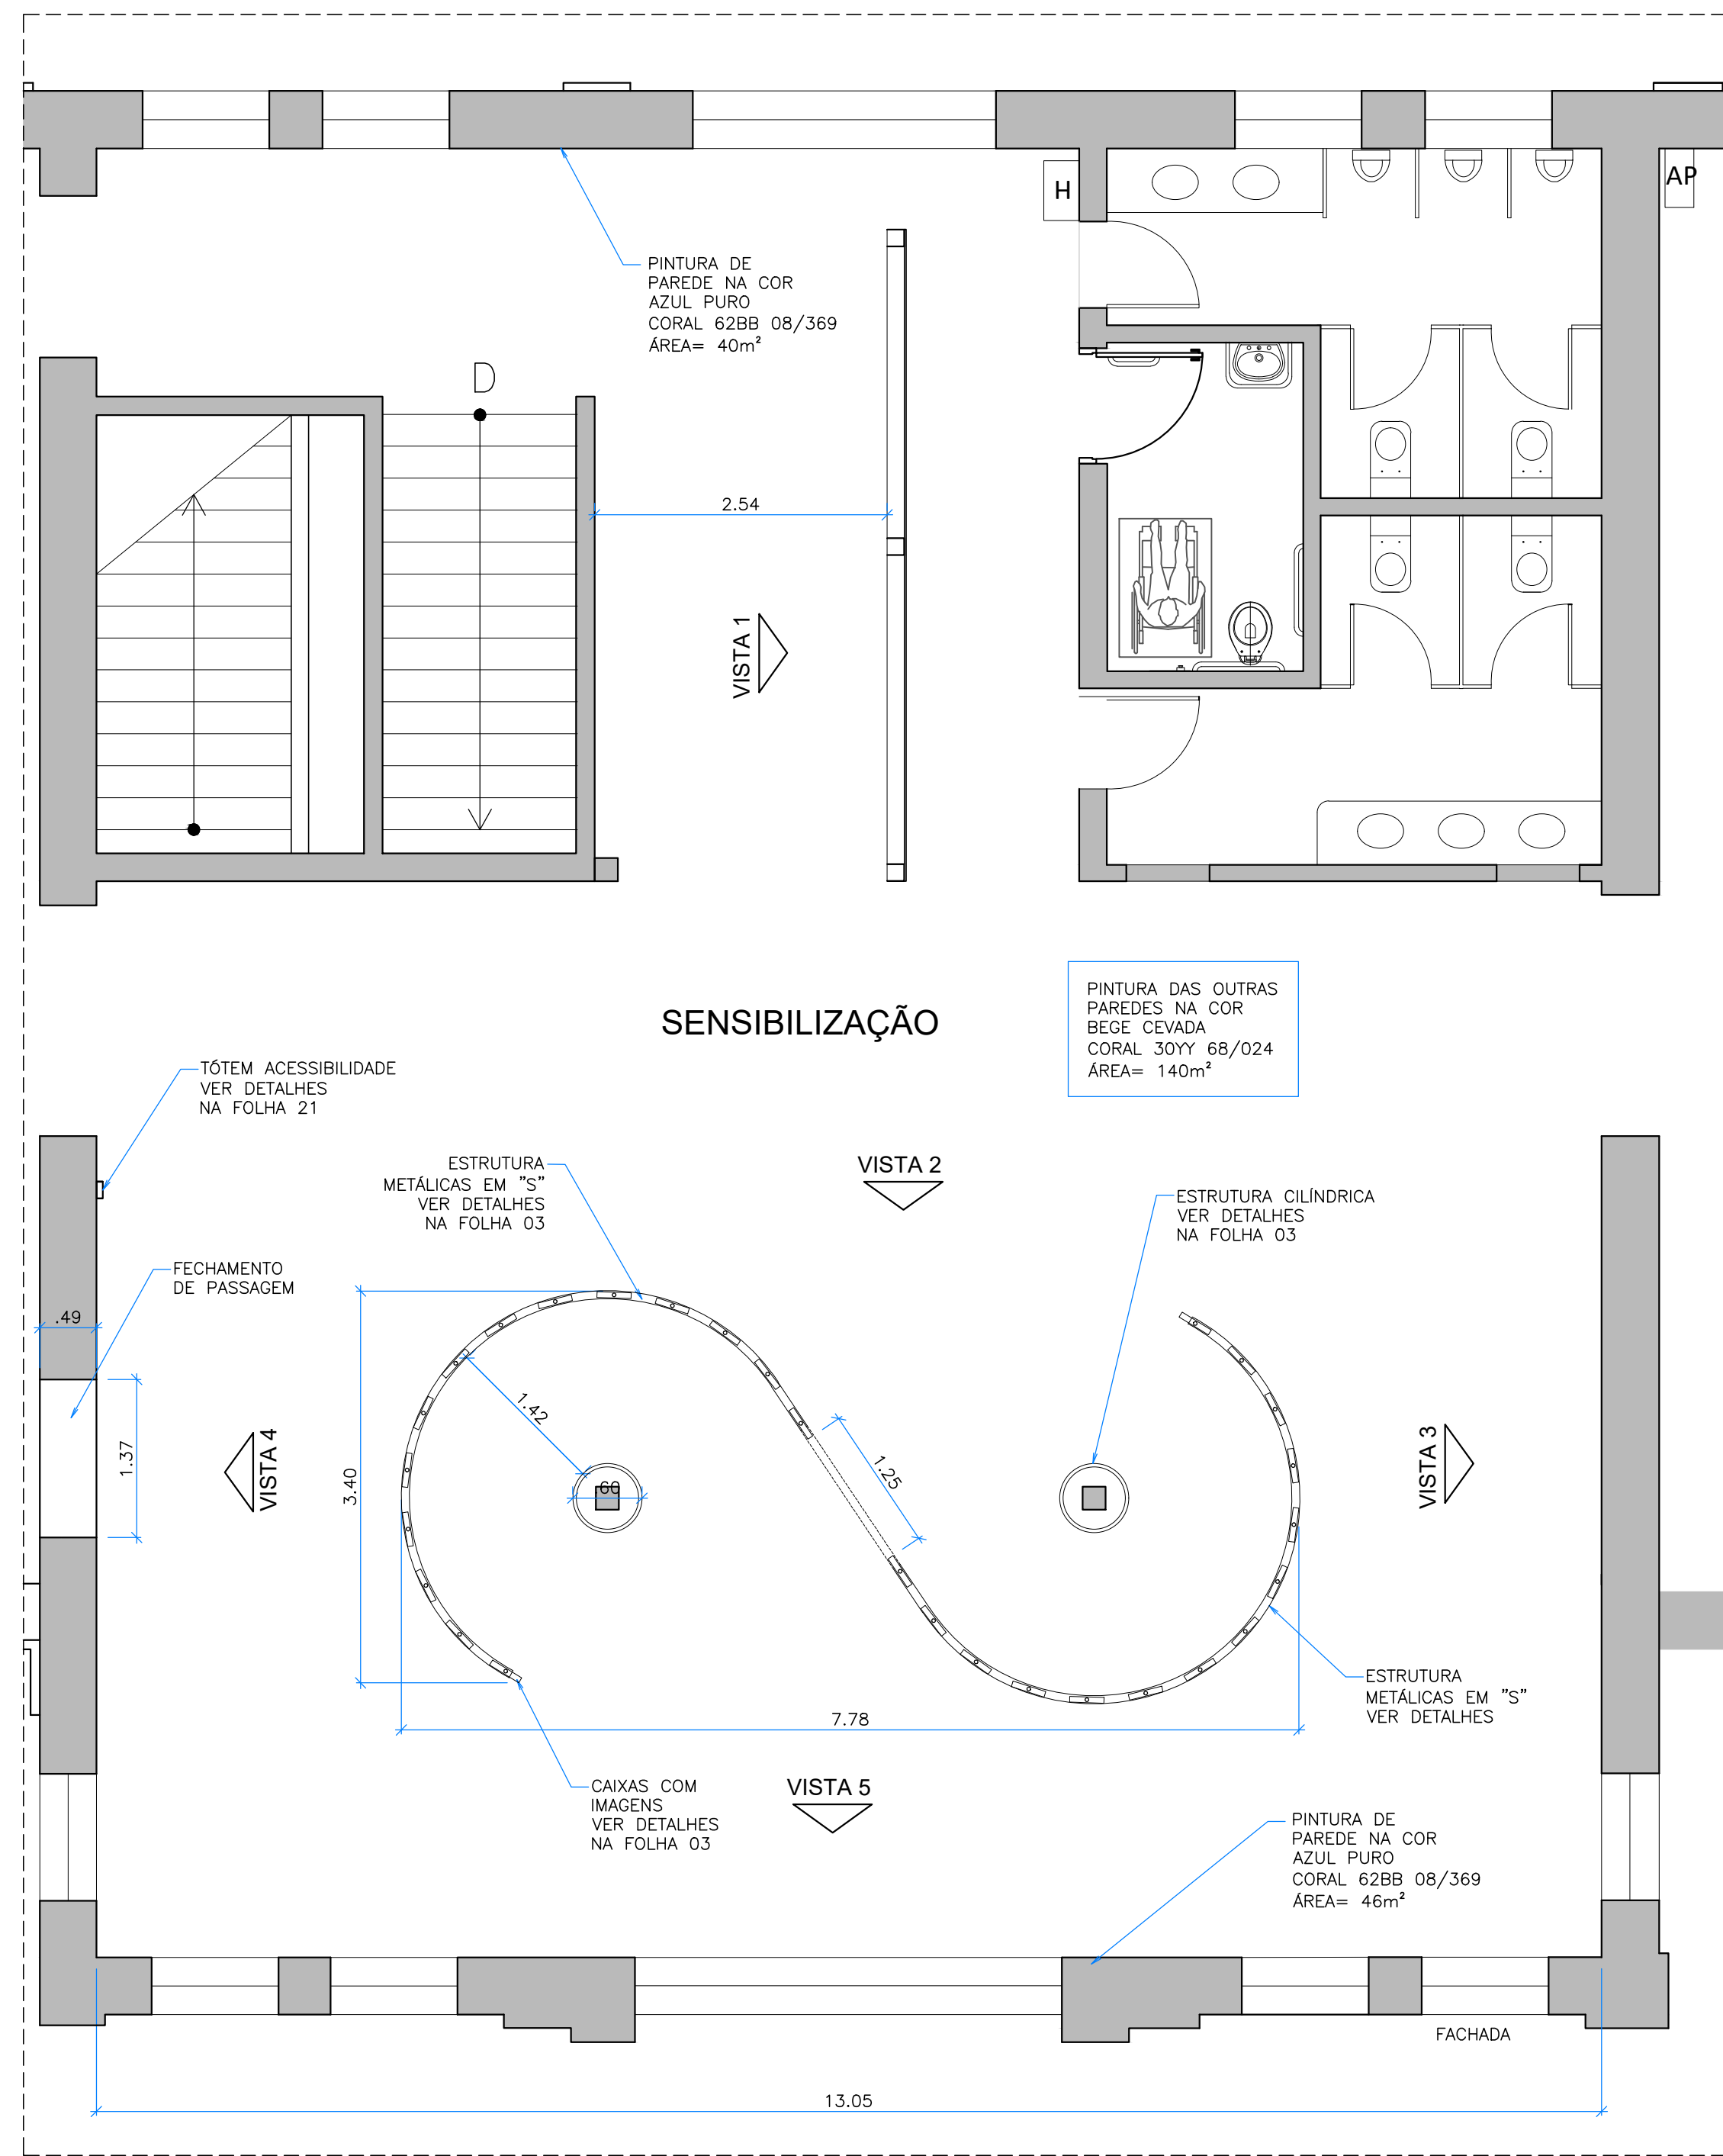 H
AP
PINTURA DE
PAREDE NA COR
AZUL PURO
CORAL 62BB 08/369
ÁREA= 40m²
D
2.54
VISTA 1
PINTURA DAS OUTRAS
PAREDES NA COR
BEGE CEVADA
CORAL 30YY 68/024
ÁREA= 140m²
SENSIBILIZAÇÃO
TÓTEM ACESSIBILIDADE
VER DETALHES
NA FOLHA 21
ESTRUTURA
METÁLICAS EM "S"
VER DETALHES
NA FOLHA 03
VISTA 2
ESTRUTURA CILÍNDRICA
VER DETALHES
NA FOLHA 03
FECHAMENTO
DE PASSAGEM
.49
1.37
VISTA 4
3.40
1.42
.66
1.25
VISTA 3
ESTRUTURA
METÁLICAS EM "S"
VER DETALHES
7.78
CAIXAS COM
IMAGENS
VER DETALHES
NA FOLHA 03
VISTA 5
PINTURA DE
PAREDE NA COR
AZUL PURO
CORAL 62BB 08/369
ÁREA= 46m²
FACHADA
13.05